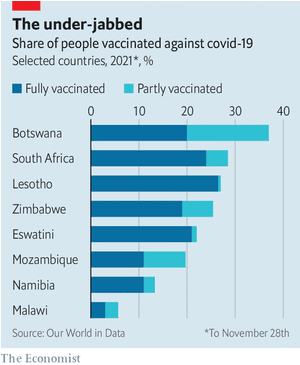 The under-jabbed
Share of people vaccinated against covid-19
Selected countries, 2021*, %
Fully vaccinated Partly vaccinated
0 10 20 30 40
Botswana
South Africa
Lesotho
Zimbabwe
Eswatini
Mozambique
Namibia
Malawi
Source: Our World in Data *To November 28th
The Economist